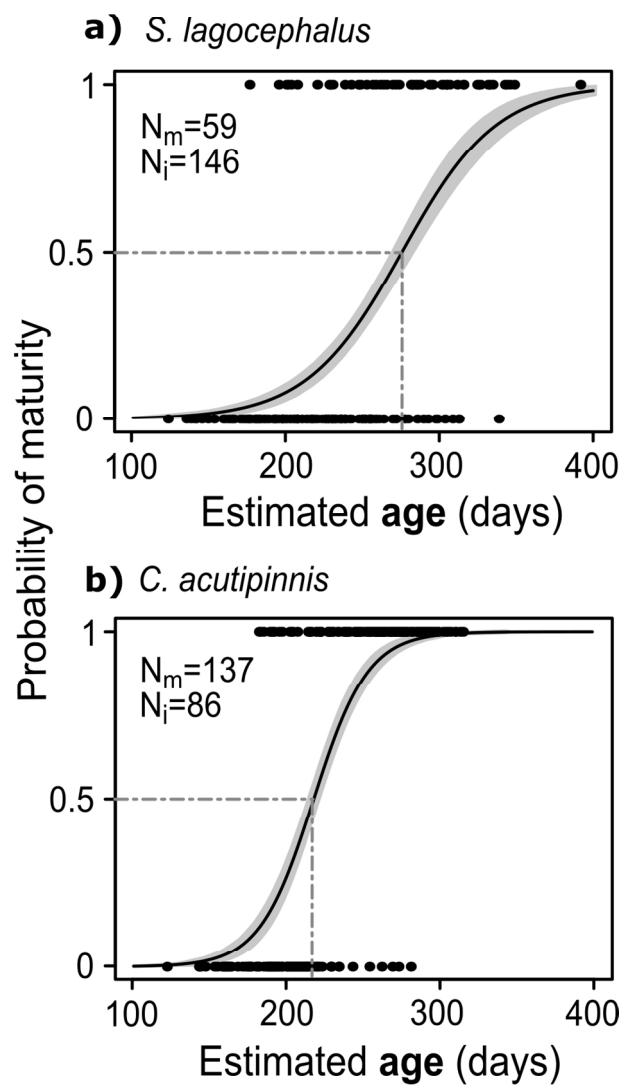 a) S. lagocephalus
1
Nm=59
Ni=146
0.5
0
100 200 300 400
Estimated age (days)
Probability of maturity
b) C. acutipinnis
1
Nm=137
Ni=86
0.5
0
100 200 300 400
Estimated age (days)